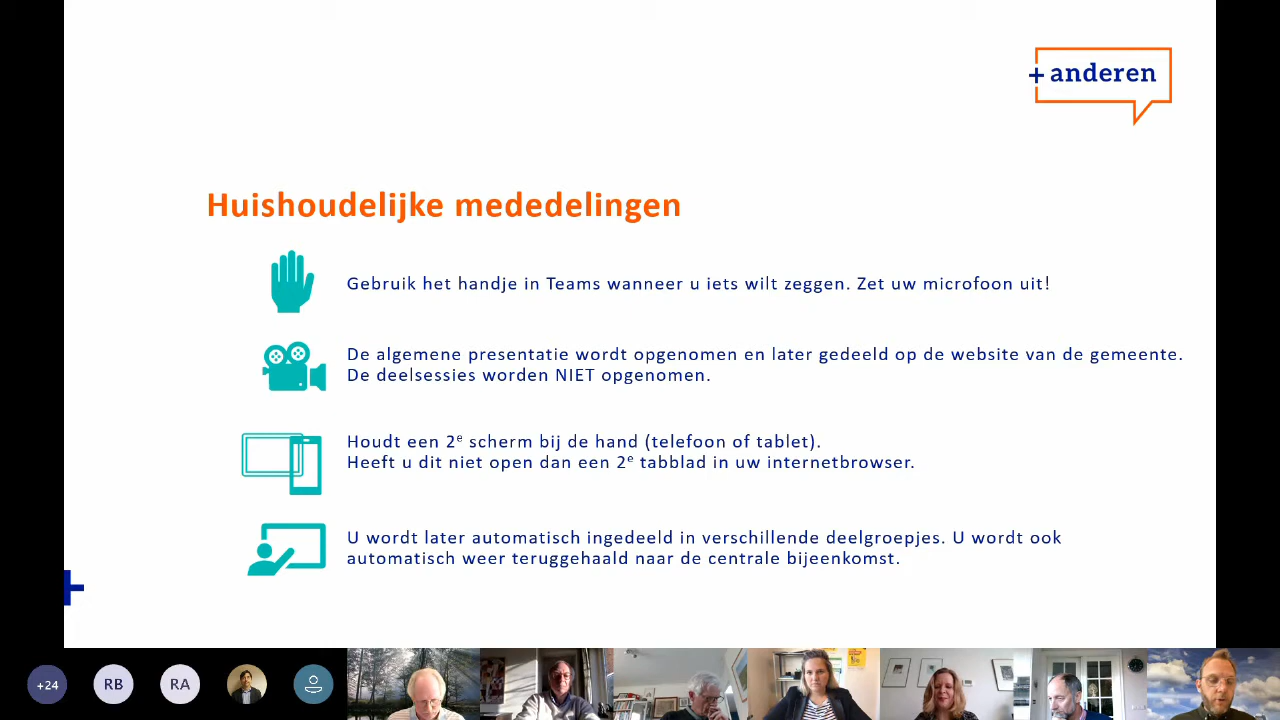 + anderen
Huishoudelijke mededelingen
Gebruik het handje in Teams wanneer u iets wilt zeggen. Zet uw microfoon uit!
De algemene presentatie wordt opgenomen en later gedeeld op de website van de gemeente.
De deelsessies worden NIET opgenomen.
Houdt een 2e scherm bij de hand (telefoon of tablet).
Heeft u dit niet open dan een 2e tabblad in uw internetbrowser.
U wordt later automatisch ingedeeld in verschillende deelgroepjes. U wordt ook
automatisch weer teruggehaald naar de centrale bijeenkomst.
+24
RB
RA